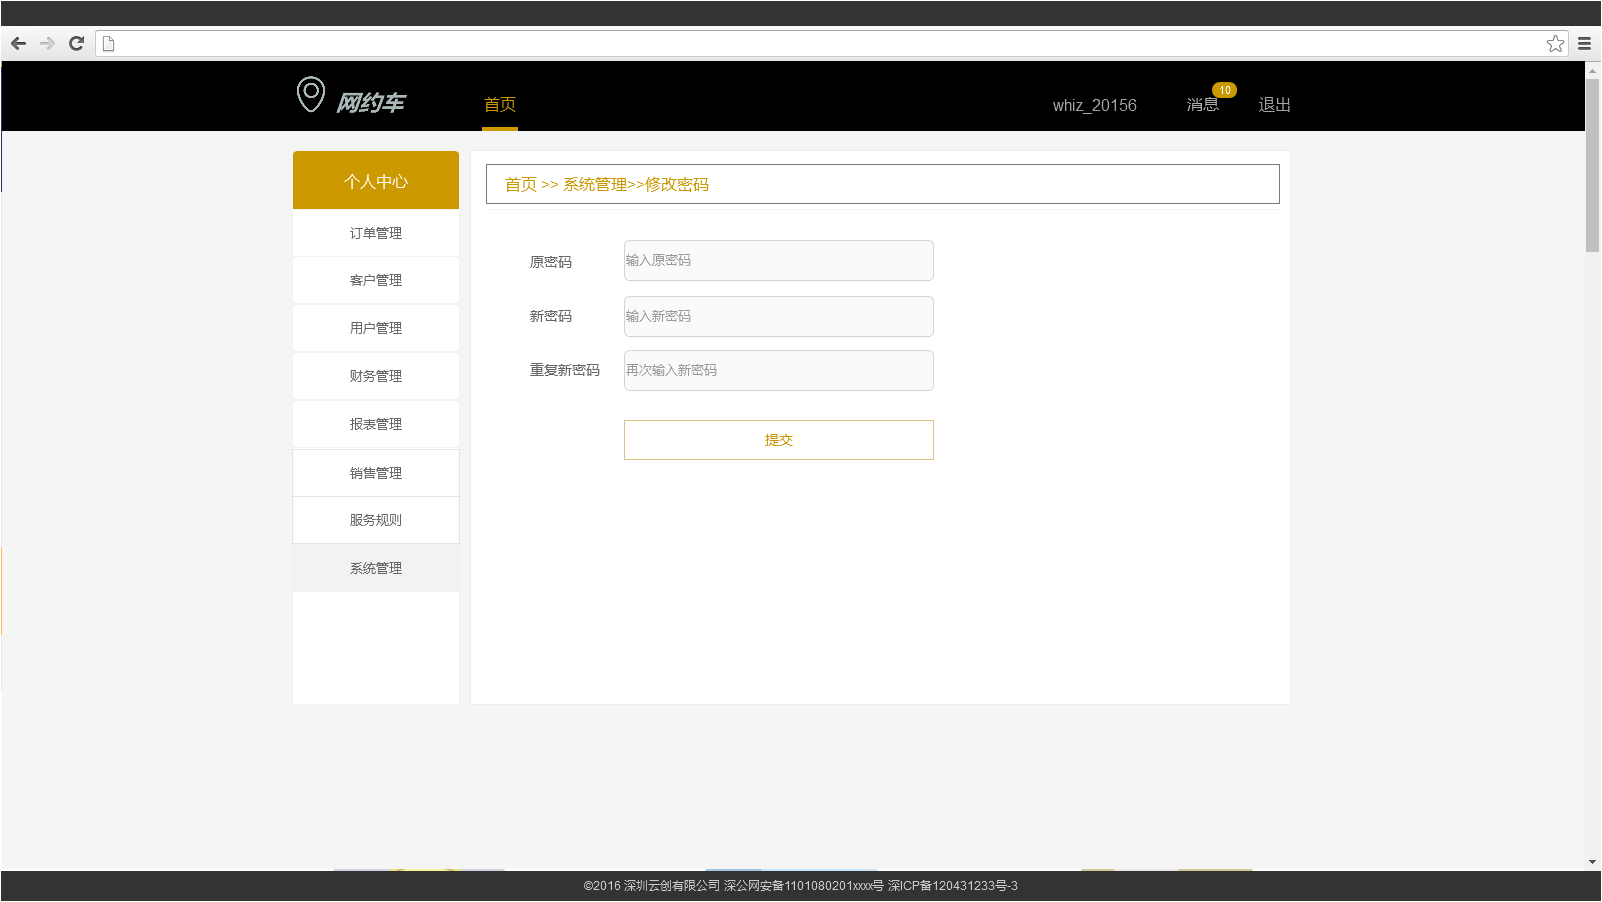 网约车
首页
whiz_20156
消息
10
退出
个人中心
订单管理
客户管理
用户管理
财务管理
报表管理
销售管理
服务规则
系统管理
首页 >> 系统管理>>修改密码
原密码
输入原密码
新密码
输入新密码
重复新密码
再次输入新密码
提交
©2016 深圳云创有限公司 深公网安备1101080201xxxx号 深ICP备120431233号-3